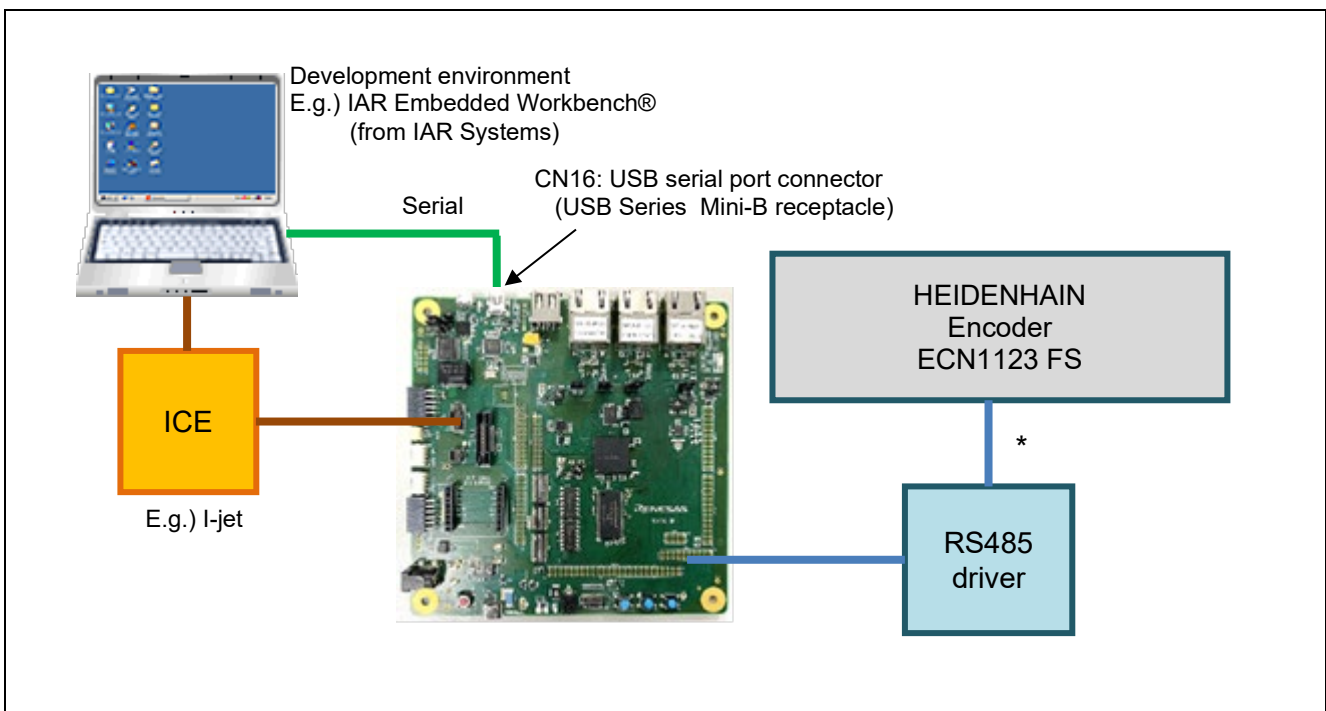 Development environment
E.g.) IAR Embedded Workbench®
(from IAR Systems)
CN16: USB serial port connector
(USB Series Mini-B receptacle)
Serial
HEIDENHAIN
Encoder
ECN1123 FS
ICE
*
E.g.) I-jet
RENESAS
RS485
driver